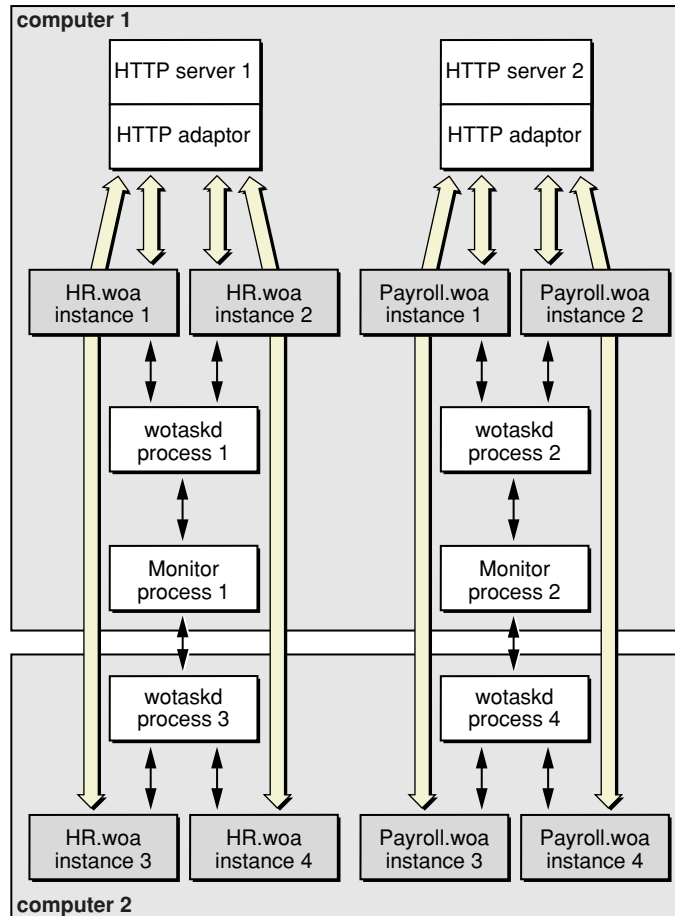 computer 1
HTTP server 1
HTTP adaptor
HTTP server 2
HTTP adaptor
HR.woa
instance 1
HR.woa
instance 2
Payroll.woa
instance 1
Payroll.woa
instance 2
wotaskd
process 1
wotaskd
process 2
Monitor
process 1
Monitor
process 2
wotaskd
process 3
wotaskd
process 4
HR.woa
instance 3
HR.woa
instance 4
Payroll.woa
instance 3
Payroll.woa
instance 4
computer 2